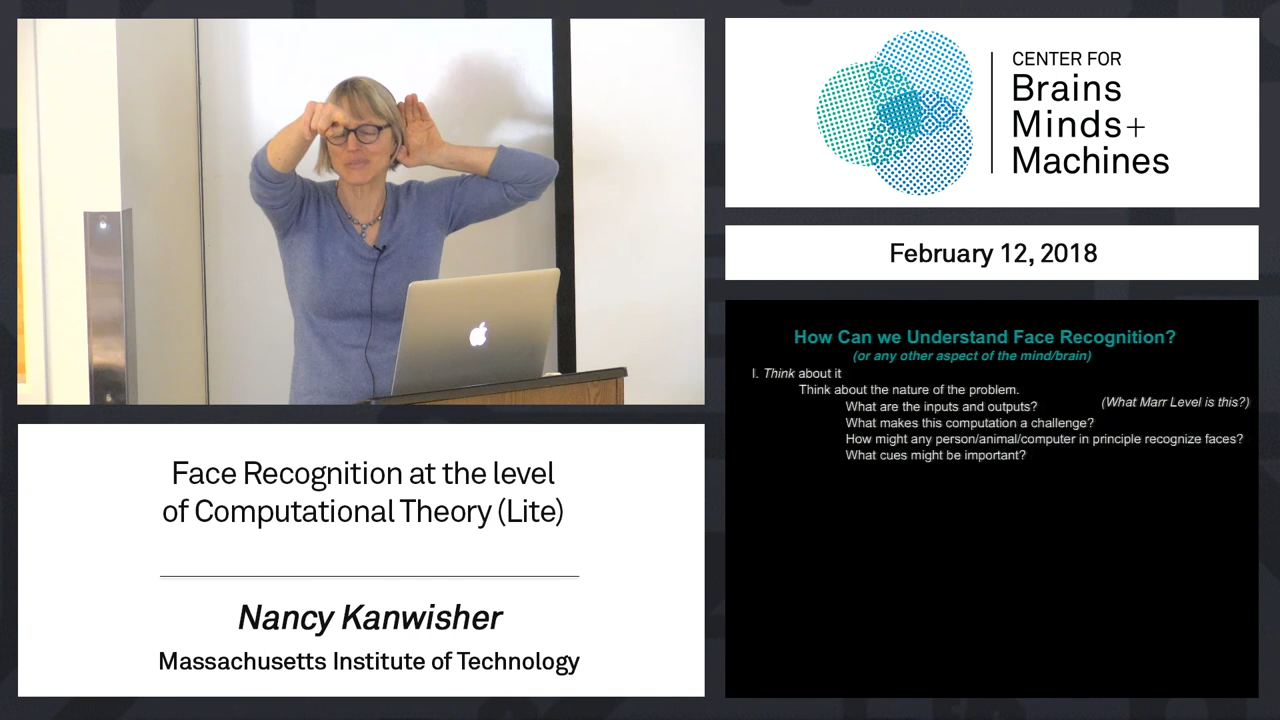 CENTER FOR
Brains
Minds+
Machines
February 12, 2018
How Can we Understand Face Recognition?
(or any other aspect of the mind/brain)
I. Think about it
Think about the nature of the problem.
(What Marr Level is this?)
What are the inputs and outputs?
What makes this computation a challenge?
How might any person/animal/computer in principle recognize faces?
What cues might be important?
Face Recognition at the level
of Computational Theory (Lite)
Nancy Kanwisher
Massachusetts Institute of Technology